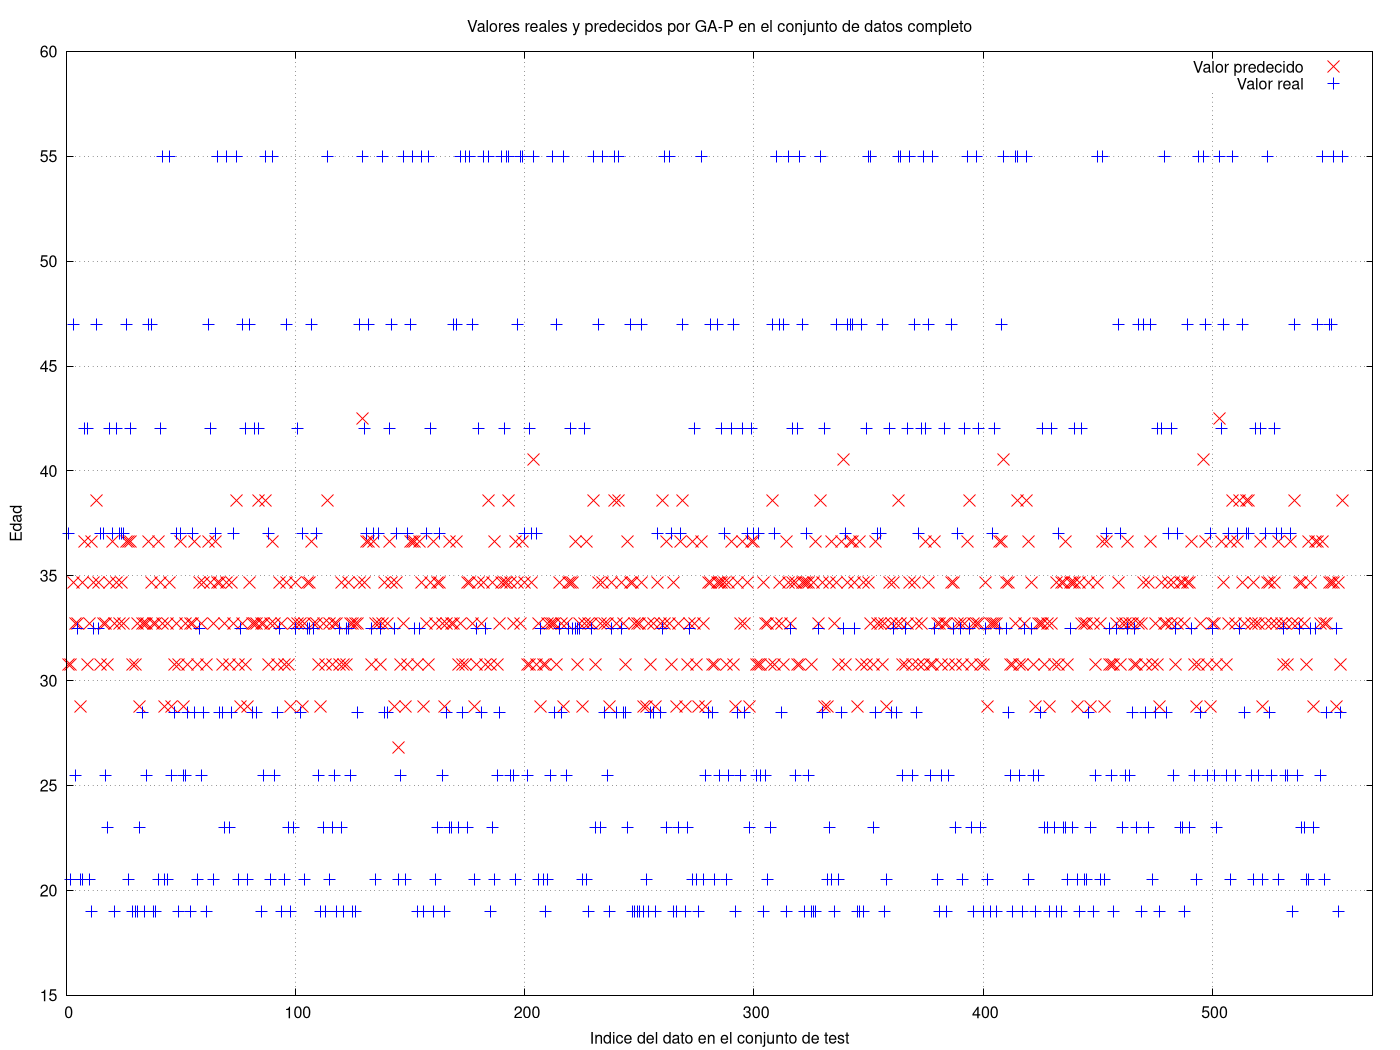 Valores reales y predecidos por GA-P en el conjunto de datos completo
60
Valor predecido
Valor real
55
50
45
40
Edad
35
30
25
20
15
0 100 200 300 400 500
Indice del dato en el conjunto de test